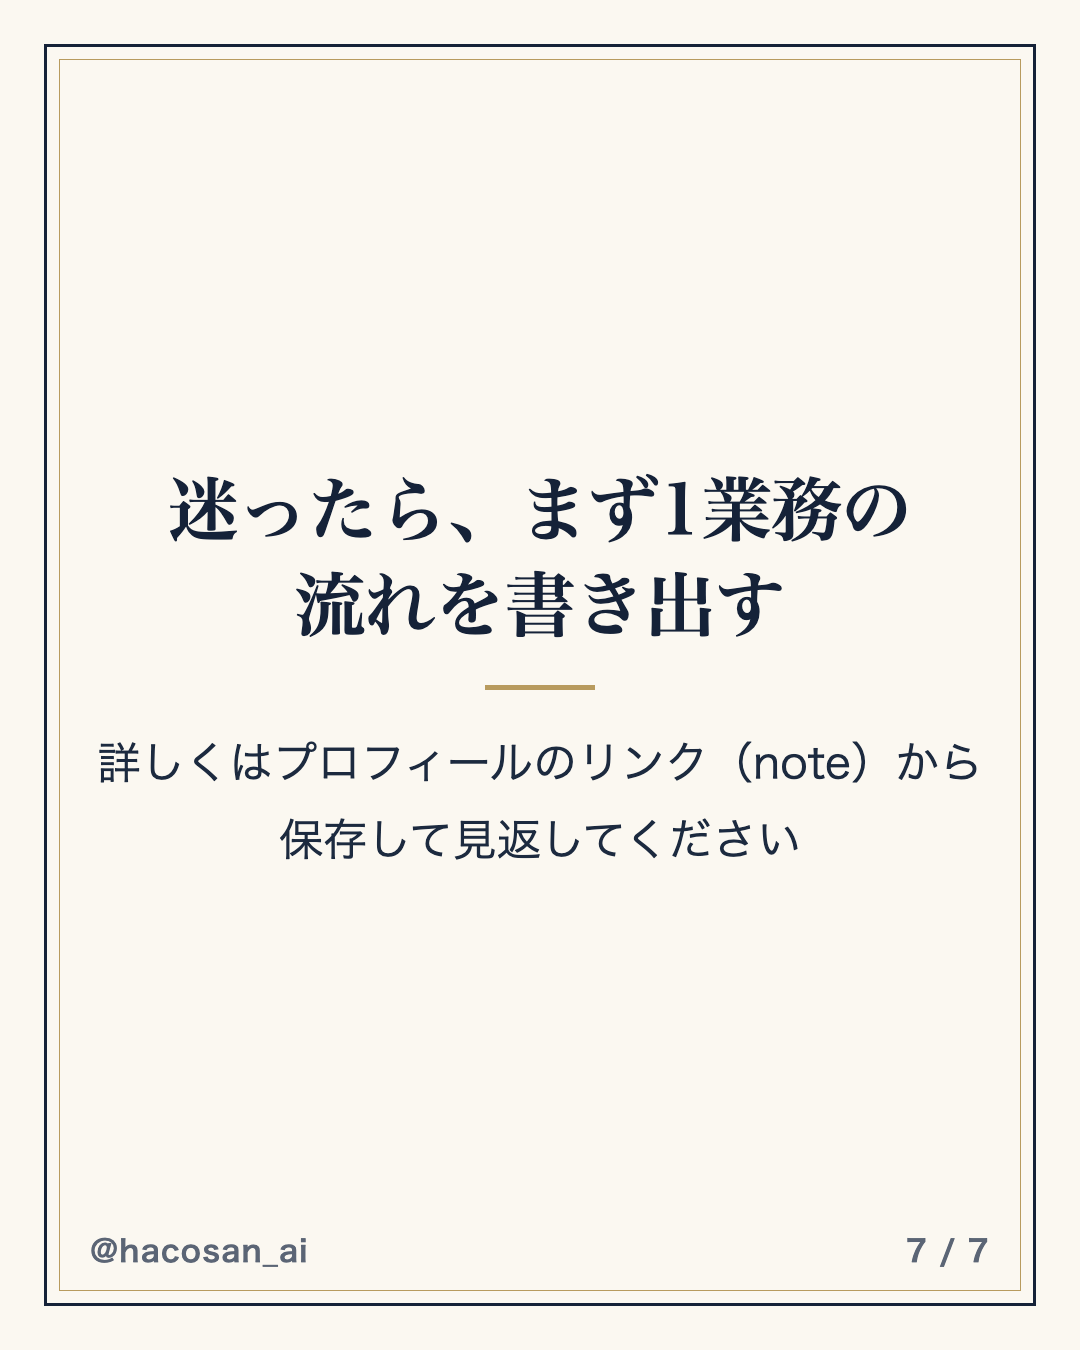 迷ったら、まず1業務の
流れを書き出す
詳しくはプロフィールのリンク（note）から
保存して見返してください
@hacosan_ai
7 / 7